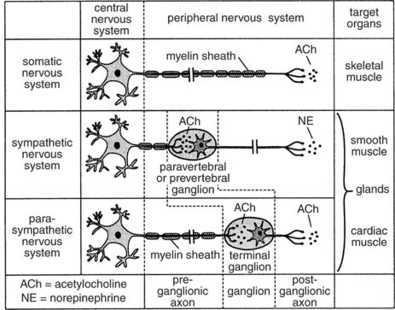 central
nervous
system
peripheral nervous system
target
organs
somatic
nervous
system
myelin sheath
ACh
skeletal
muscle
sympathetic
nervous
system
ACh
paravertebral
or prevertebral
ganglion
NE
smooth
muscle
glands
cardiac
muscle
para-
sympathetic
nervous
system
myelin sheath
ACh
terminal
ganglion
ACh
ACh = acetylocholine
NE = norepinephrine
pre-
ganglionic
axon
ganglion
post-
ganglionic
axon